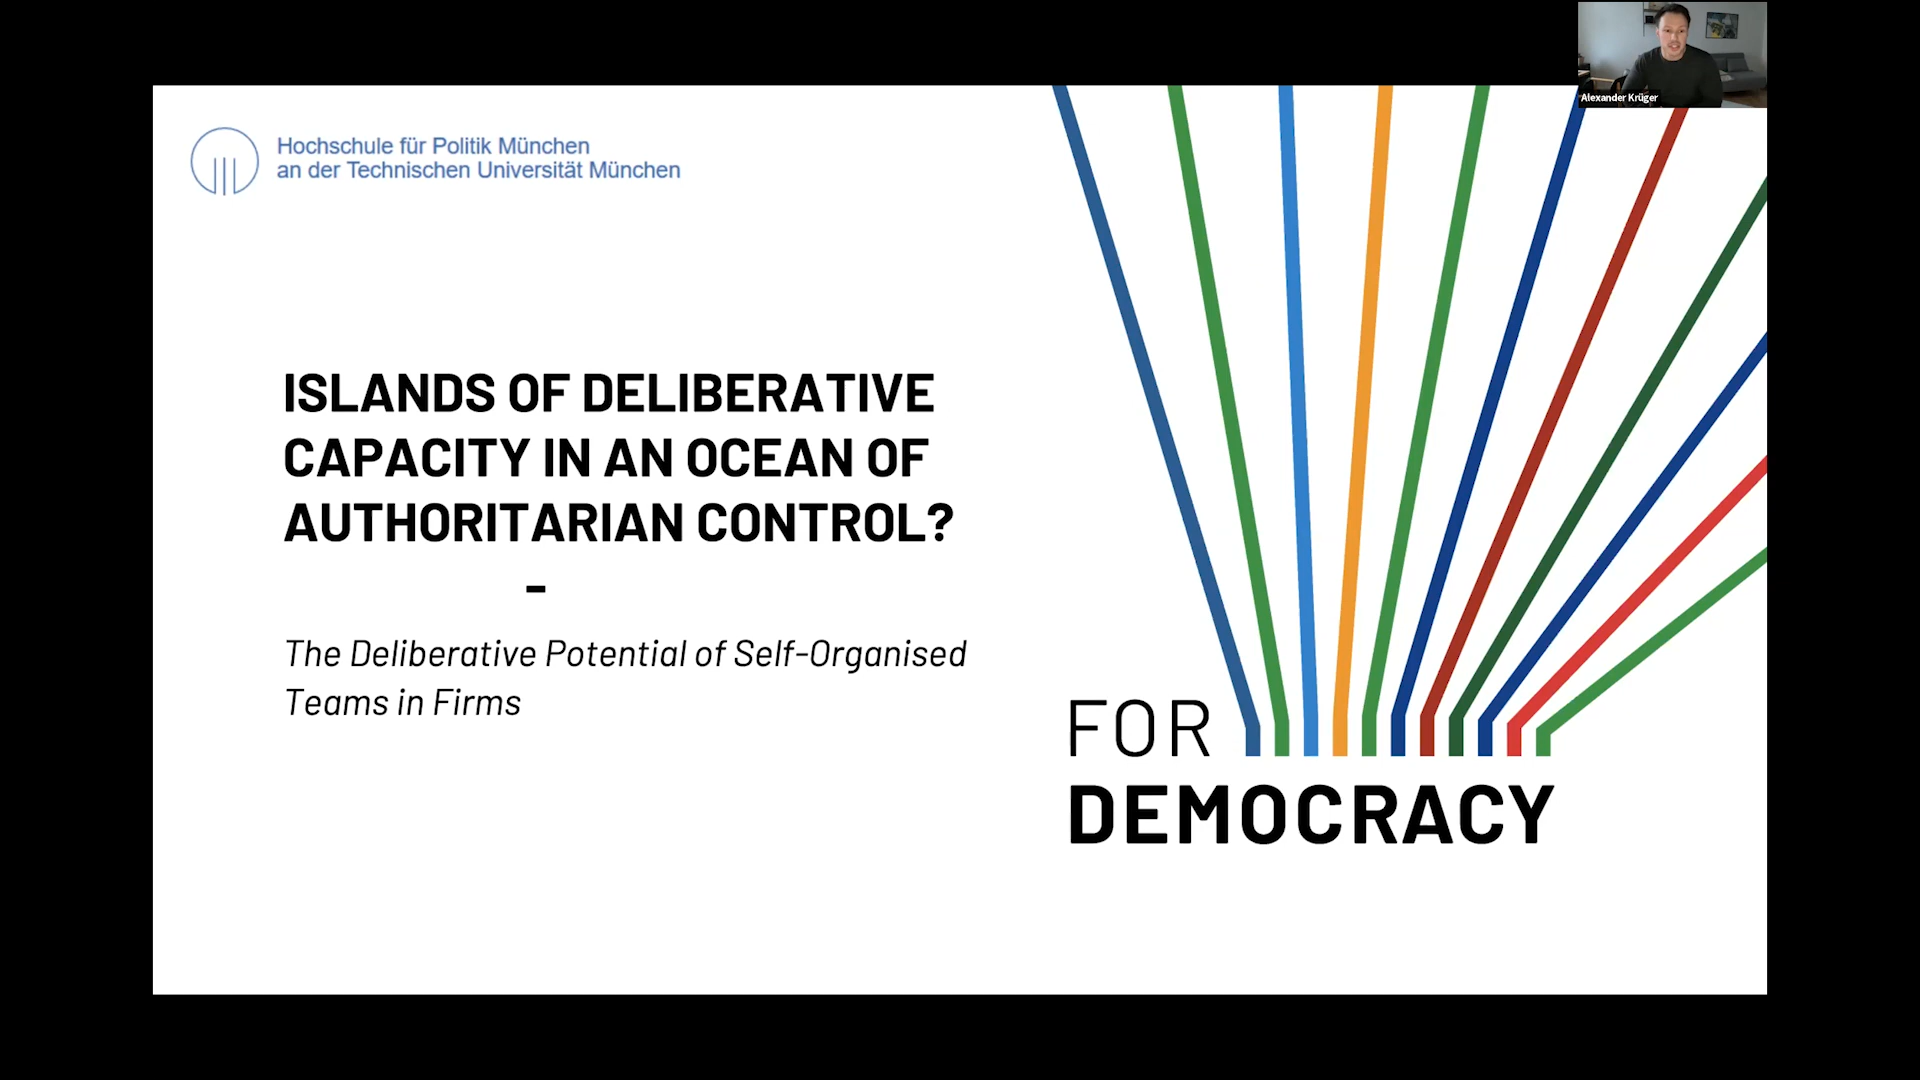 Alexander Krüger
Hochschule für Politik München
an der Technischen Universität München
ISLANDS OF DELIBERATIVE
CAPACITY IN AN OCEAN OF
AUTHORITARIAN CONTROL?
-
The Deliberative Potential of Self-Organised
Teams in Firms
FOR
DEMOCRACY